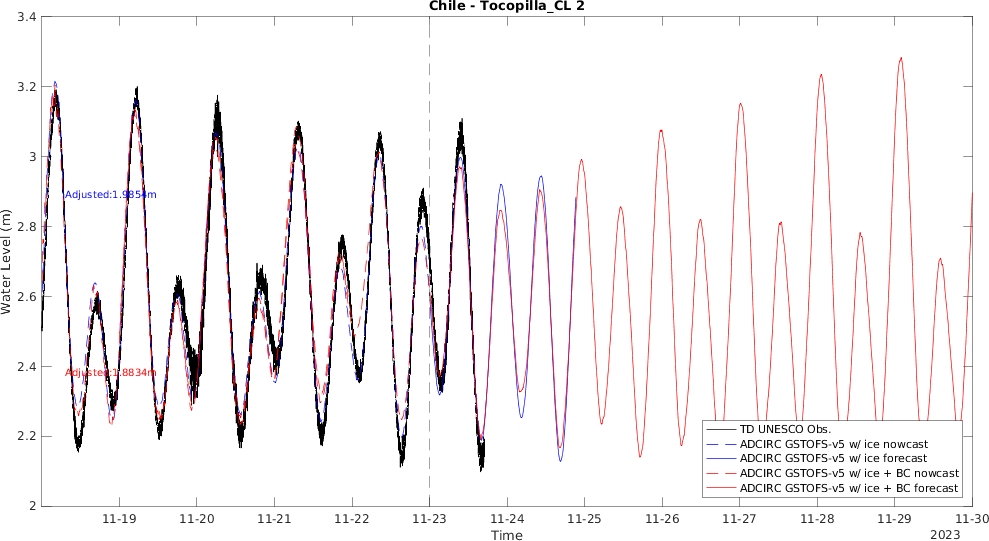 Chile - Tocopilla_CL 2
3.4
3.2
3
2.8
2.6
2.4
2.2
2
Water Level (m)
Adjusted:1.9854m
Adjusted:1.8834m
TD UNESCO Obs.
ADCIRC GSTOFS-v5 w/ ice nowcast
ADCIRC GSTOFS-v5 w/ ice forecast
ADCIRC GSTOFS-v5 w/ ice + BC nowcast
ADCIRC GSTOFS-v5 w/ ice + BC forecast
11-19 11-20 11-21 11-22 11-23 11-24 11-25 11-26 11-27 11-28 11-29 11-30
Time
2023